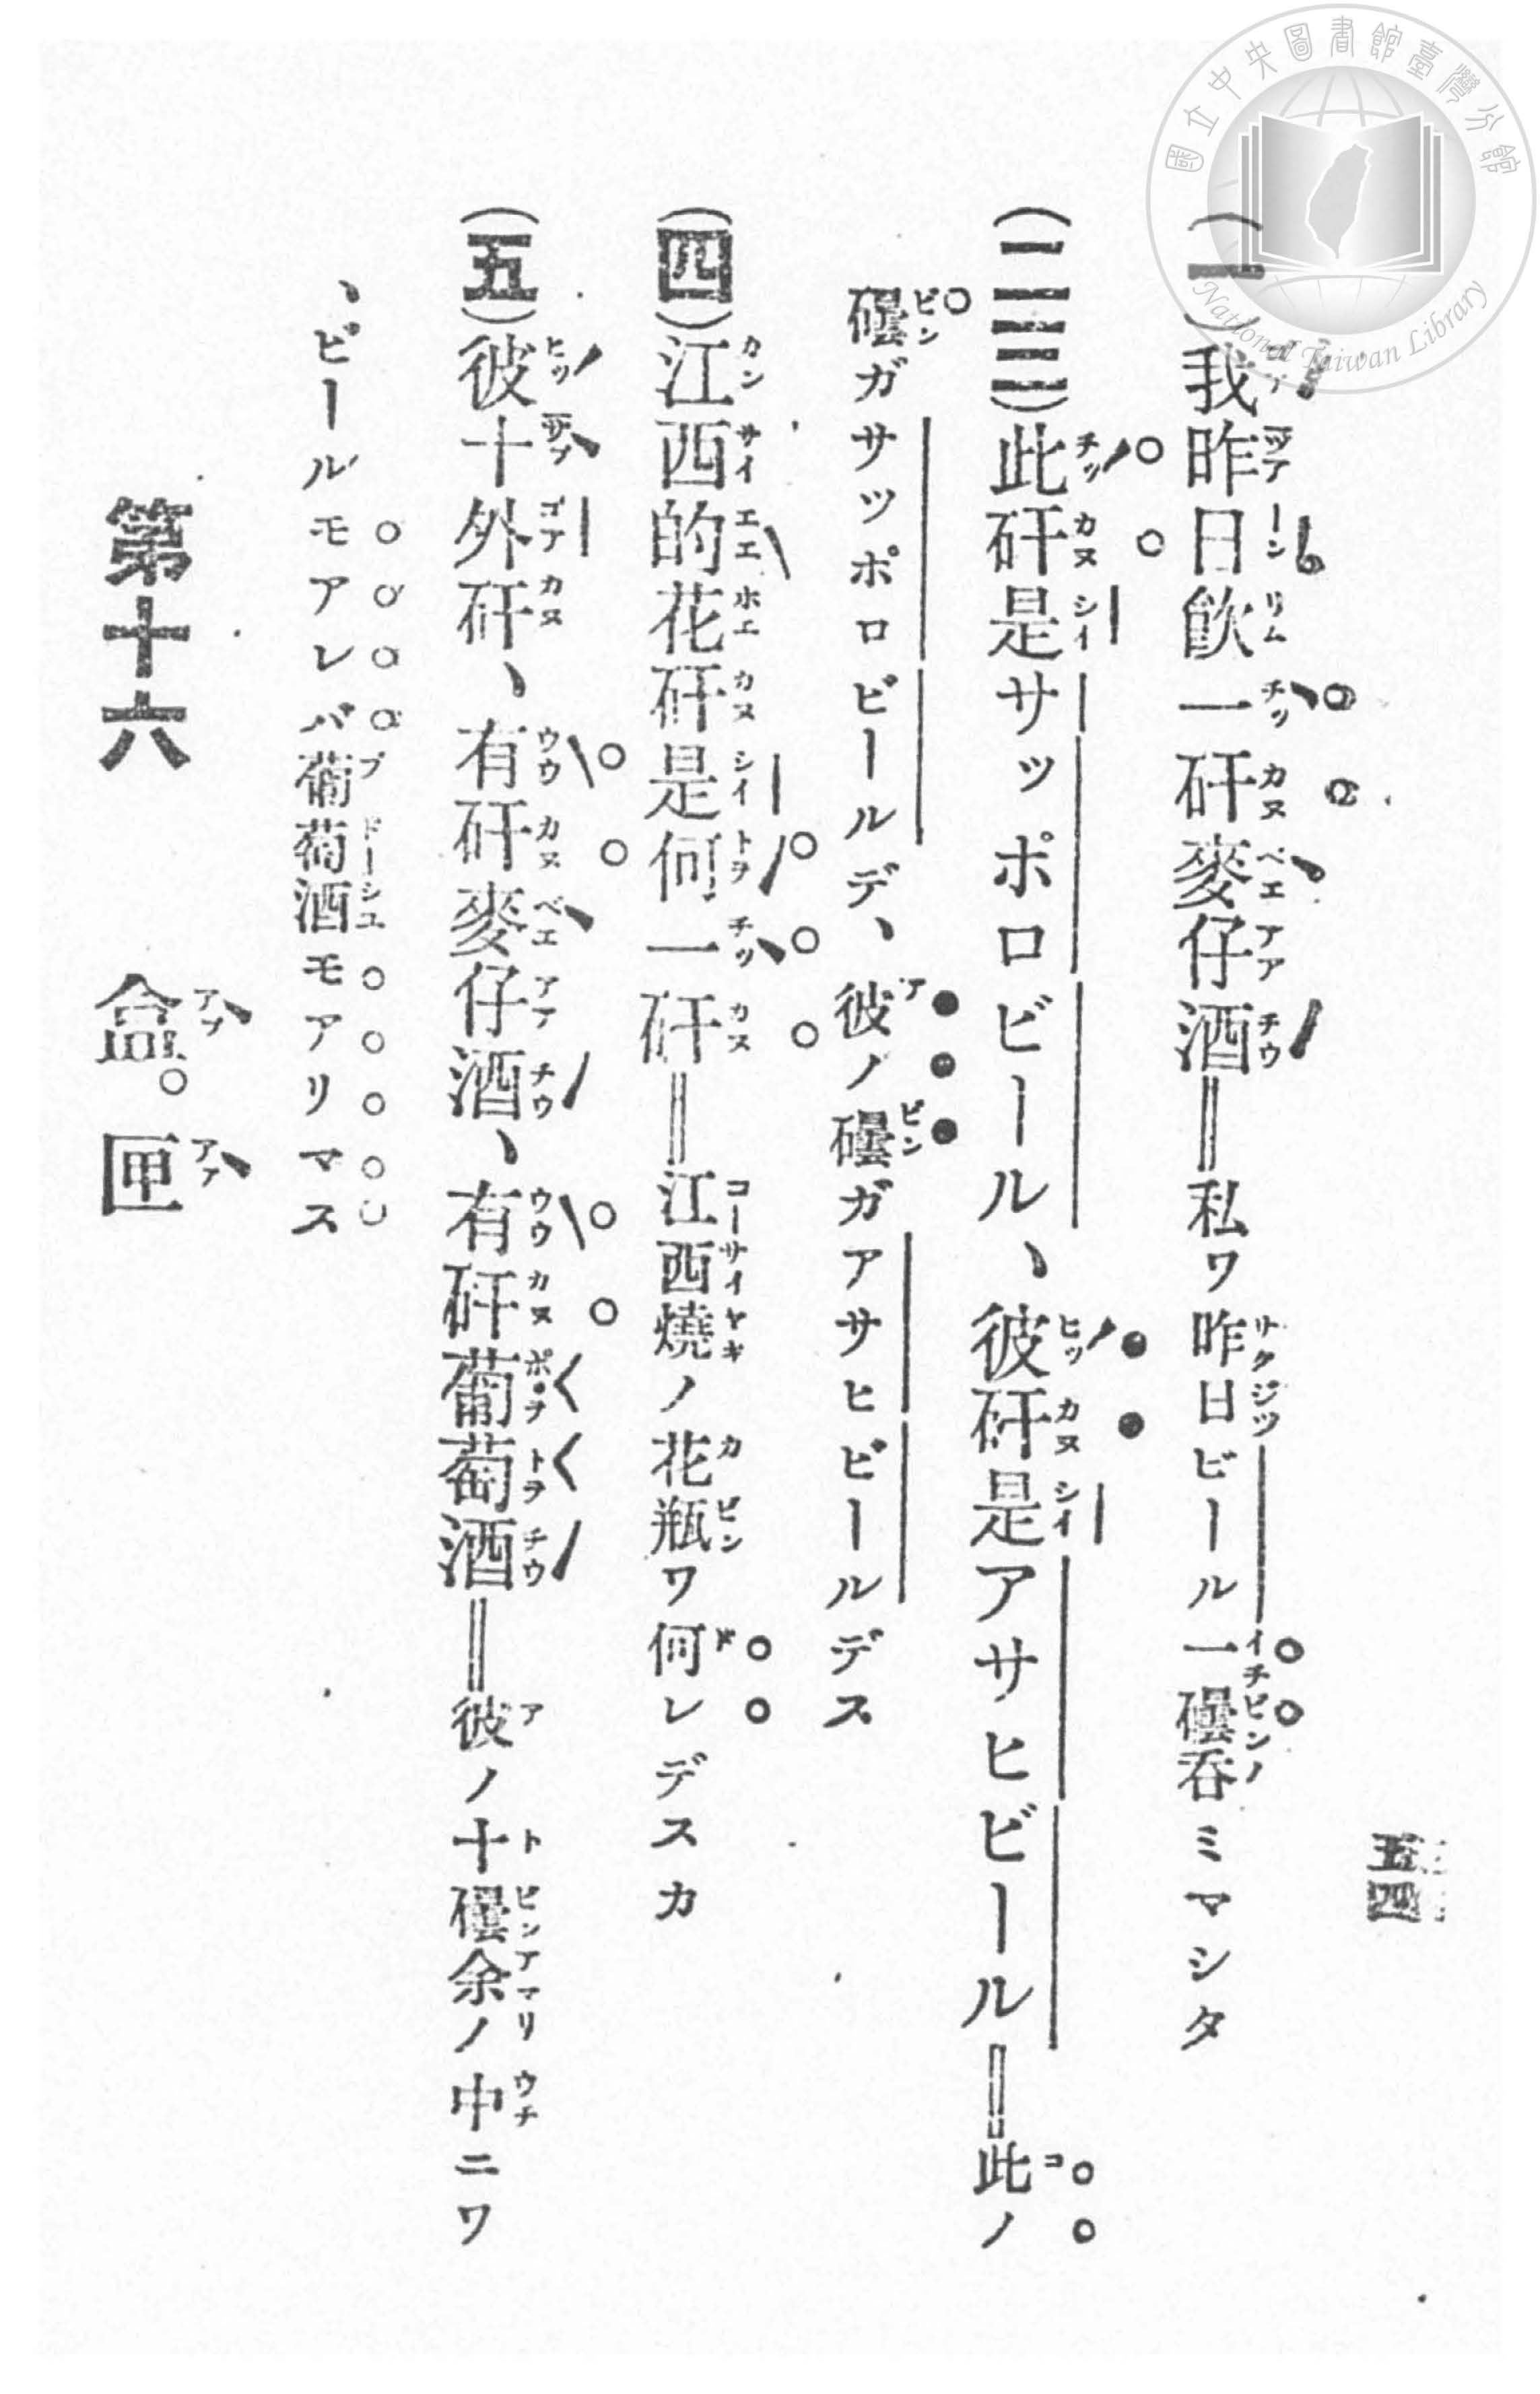 國立中央圖書館臺灣分館
National Taiwan Library
五四
(一)我昨日飮一矸麥仔酒=私ワ昨日ビール一罎呑ミマシタ
(二三)此矸是サッポロビール、彼矸是アサヒビール=此ノ
罎ガサッポロビールデ、彼ノ罎ガアサヒビールデス
(四)江西的花矸是何一矸=江西燒ノ花瓶ワ何レデスカ
(五)彼十外矸、有矸麥仔酒、有矸葡萄酒=彼ノ十罎余ノ中ニワ
、ビールモアレバ葡萄酒モアリマス
第十六 盒。匣